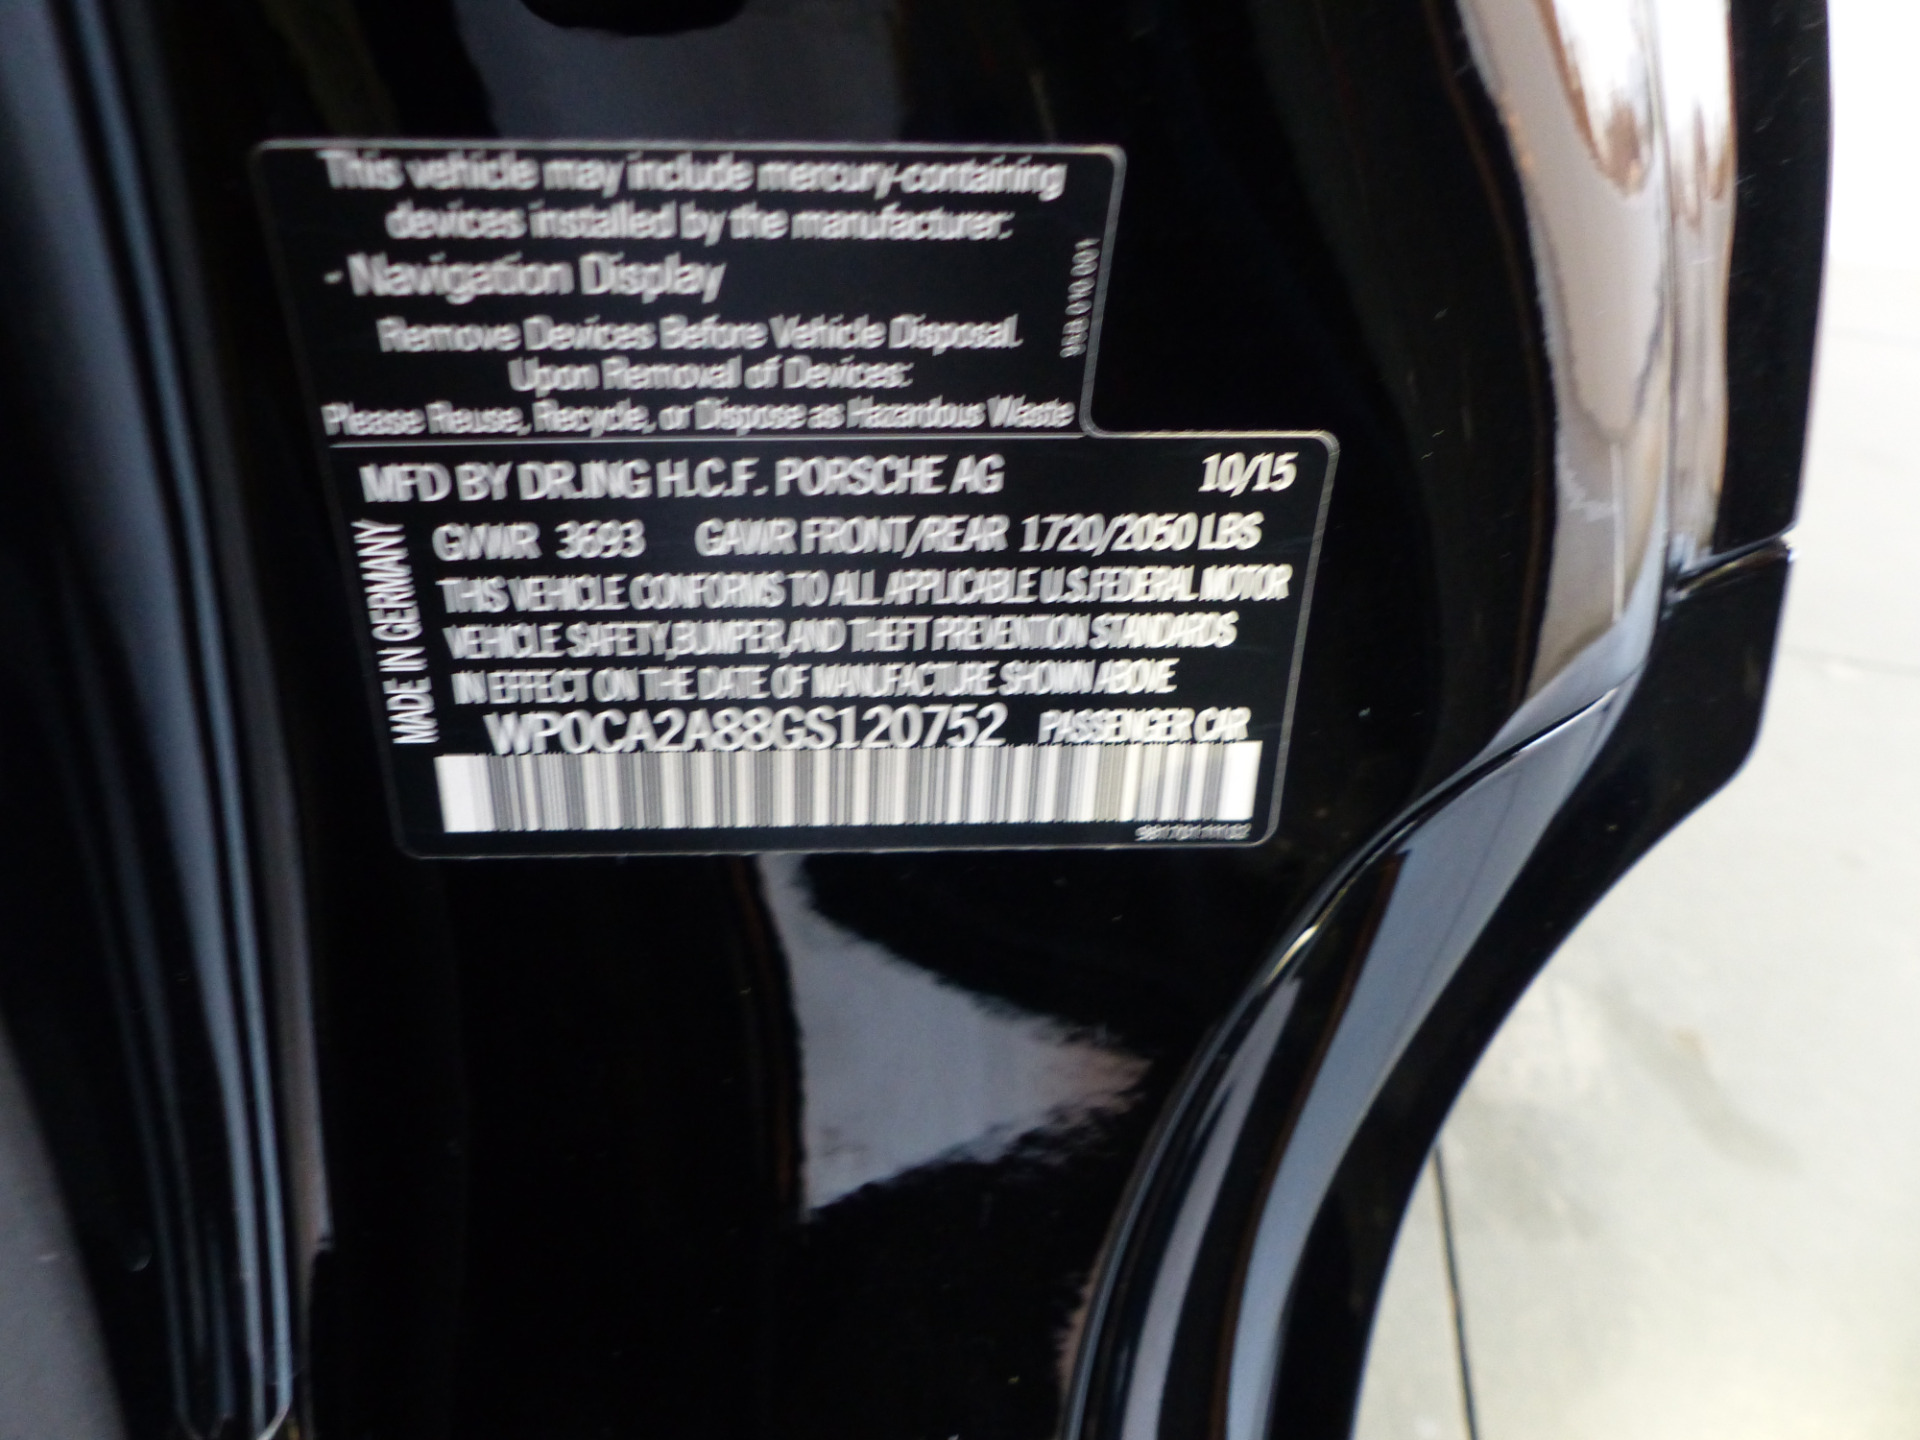 This vehicle may include mercury-containing
devices installed by the manufacturer:
- Navigation Display
Remove Devices Before Vehicle Disposal.
Upon Removal of Devices:
Please Reuse, Recycle, or Dispose as Hazardous Waste
MFD BY DR.ING H.C.F. PORSCHE AG 10/15
GVWR 3693 GAWR FRONT/REAR 1720/2050 LBS
THIS VEHICLE CONFORMS TO ALL APPLICABLE U.S. FEDERAL MOTOR
VEHICLE SAFETY, BUMPER, AND THEFT PREVENTION STANDARDS
IN EFFECT ON THE DATE OF MANUFACTURE SHOWN ABOVE
WP0CA2A88GS120752 PASSENGER CAR
MADE IN GERMANY